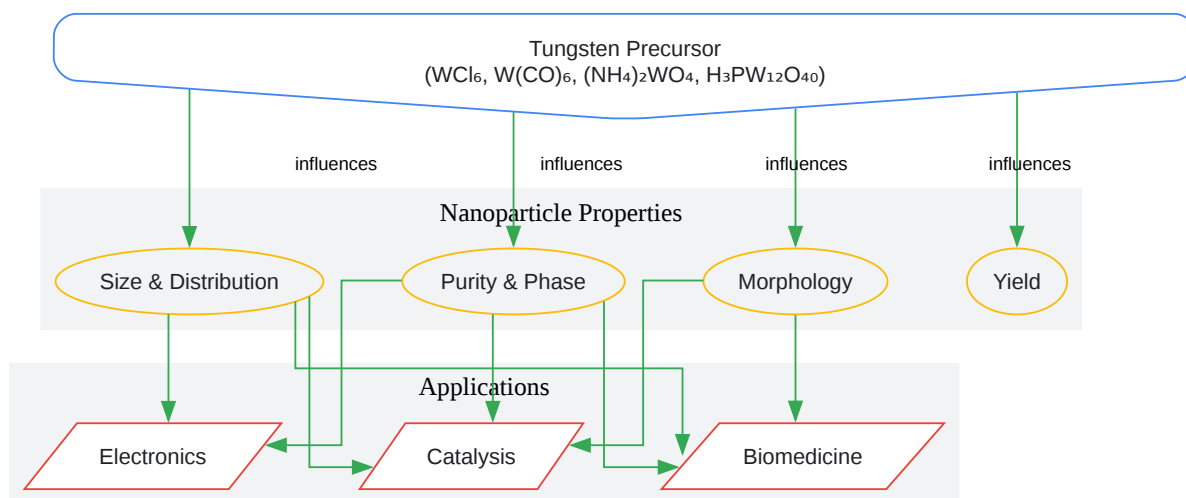 Tungsten Precursor
(WCl₆, W(CO)₆, (NH₄)₂WO₄, H₃PW₁₂O₄₀)
influences
influences
influences
influences
Nanoparticle Properties
Size & Distribution
Purity & Phase
Morphology
Yield
Applications
Electronics
Catalysis
Biomedicine